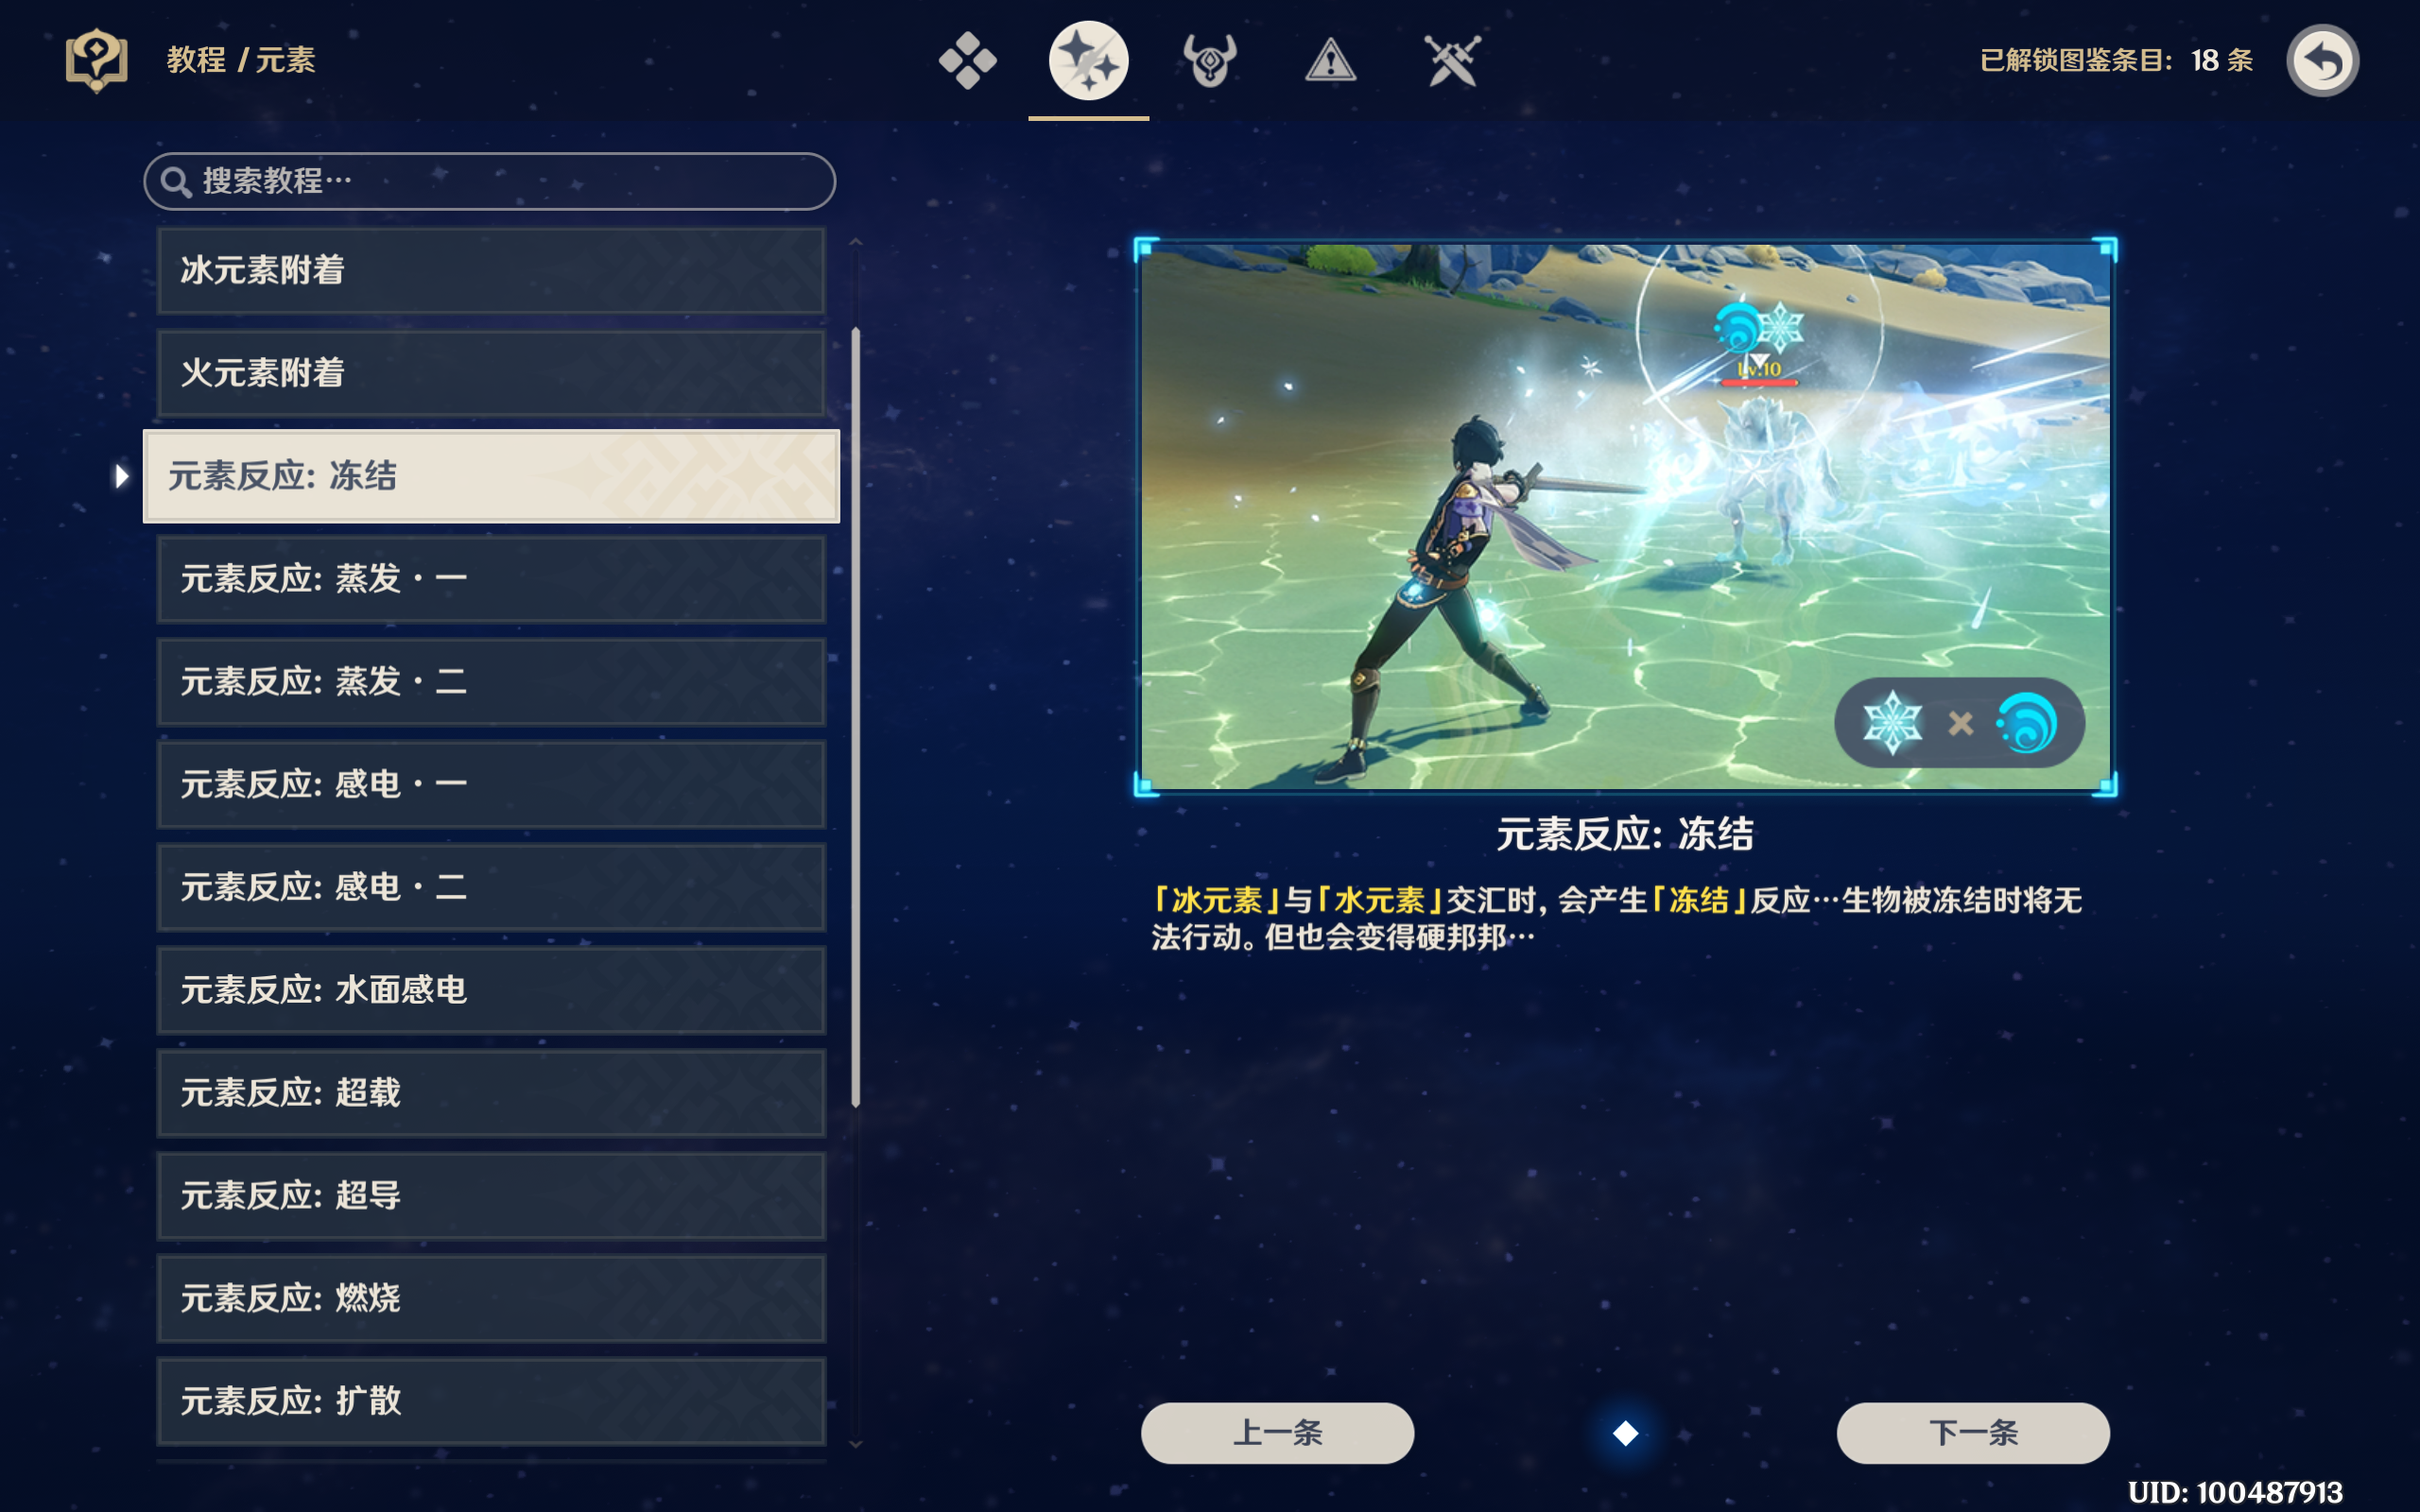 教程 / 元素
已解锁图鉴条目: 18 条
搜索教程…
冰元素附着
火元素附着
元素反应: 冻结
元素反应: 蒸发·一
元素反应: 蒸发·二
元素反应: 感电·一
元素反应: 感电·二
元素反应: 水面感电
元素反应: 超载
元素反应: 超导
元素反应: 燃烧
元素反应: 扩散
Lv.10
元素反应: 冻结
「冰元素」与「水元素」交汇时, 会产生「冻结」反应…生物被冻结时将无
法行动。但也会变得硬邦邦…
上一条
下一条
UID: 100487913